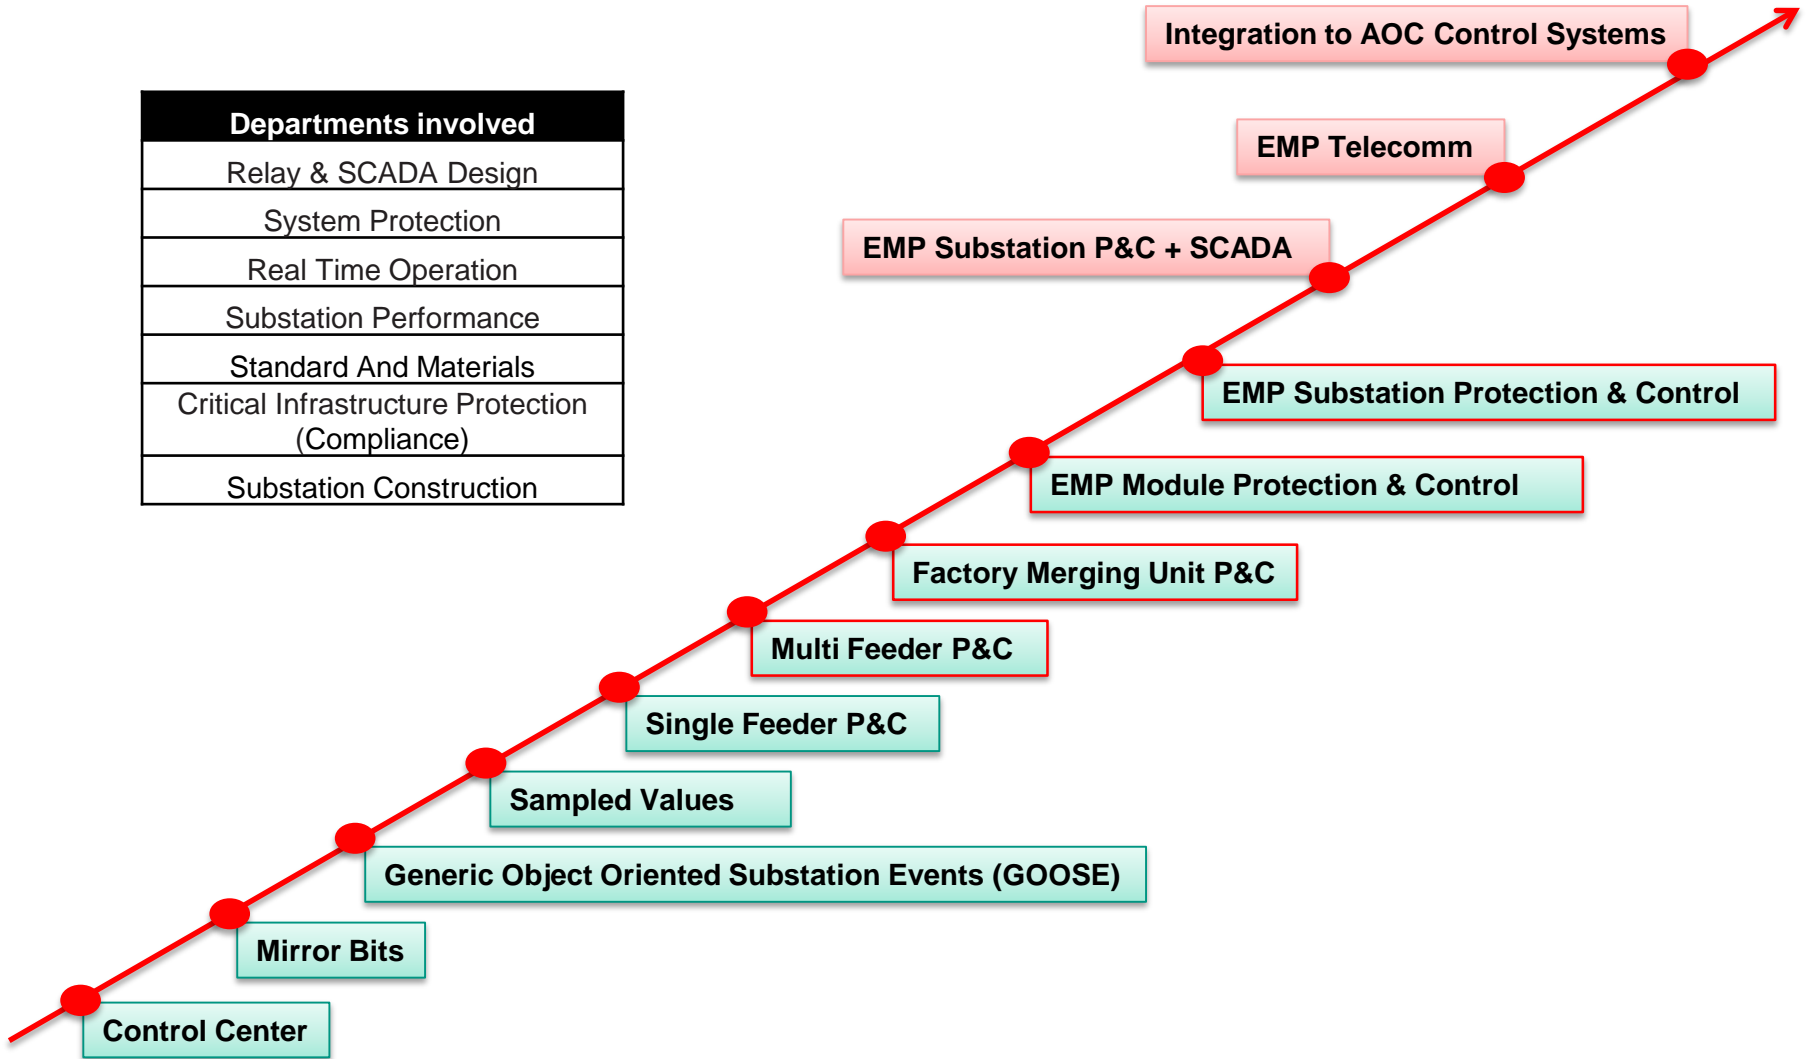 Integration to AOC Control Systems
Departments involved
Relay & SCADA Design
System Protection
Real Time Operation
Substation Performance
Standard And Materials
Critical Infrastructure Protection
(Compliance)
Substation Construction
EMP Telecomm
EMP Substation P&C + SCADA
EMP Substation Protection & Control
EMP Module Protection & Control
Factory Merging Unit P&C
Multi Feeder P&C
Single Feeder P&C
Sampled Values
Generic Object Oriented Substation Events (GOOSE)
Mirror Bits
Control Center